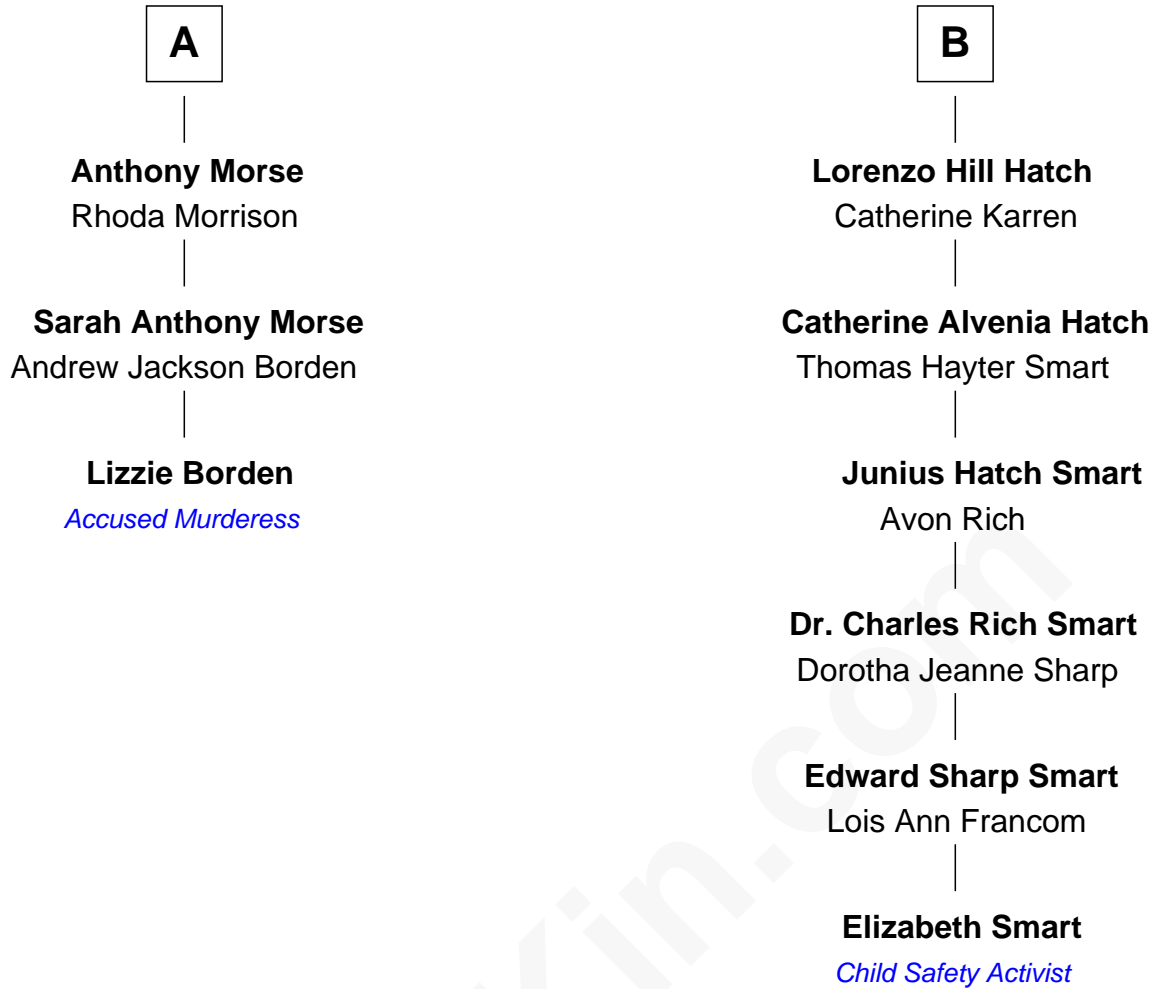 A
Anthony Morse
Rhoda Morrison
Sarah Anthony Morse
Andrew Jackson Borden
Lizzie Borden
Accused Murderess
B
Lorenzo Hill Hatch
Catherine Karren
Catherine Alvenia Hatch
Thomas Hayter Smart
Junius Hatch Smart
Avon Rich
Dr. Charles Rich Smart
Dorotha Jeanne Sharp
Edward Sharp Smart
Lois Ann Francom
Elizabeth Smart
Child Safety Activist
in.com